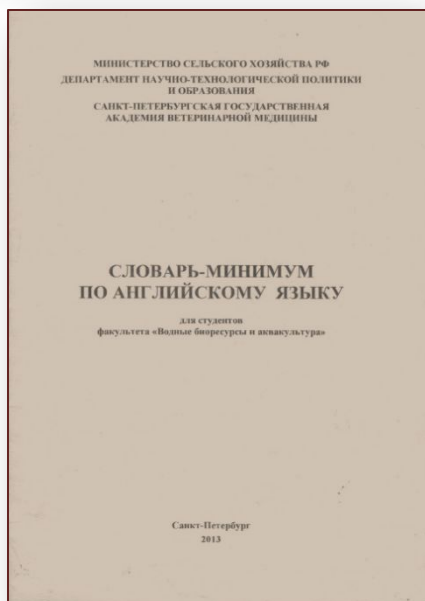 МИНИСТЕРСТВО СЕЛЬСКОГО ХОЗЯЙСТВА РФ
ДЕПАРТАМЕНТ НАУЧНО-ТЕХНОЛОГИЧЕСКОЙ ПОЛИТИКИ
И ОБРАЗОВАНИЯ
САНКТ-ПЕТЕРБУРГСКАЯ ГОСУДАРСТВЕННАЯ
АКАДЕМИЯ ВЕТЕРИНАРНОЙ МЕДИЦИНЫ
СЛОВАРЬ-МИНИМУМ
ПО АНГЛИЙСКОМУ ЯЗЫКУ
для студентов
факультета «Водные биоресурсы и аквакультура»
Санкт-Петербург
2013